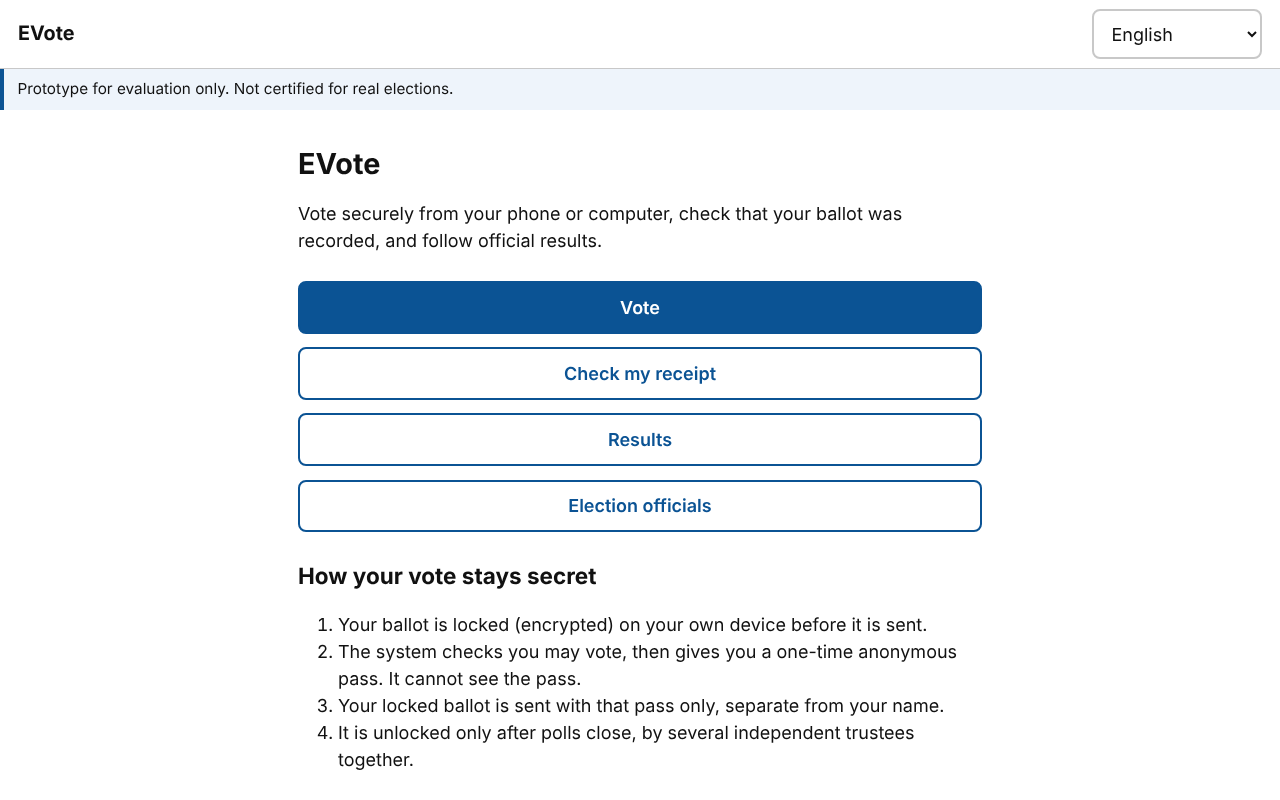 EVote
English
Prototype for evaluation only. Not certified for real elections.
EVote
Vote securely from your phone or computer, check that your ballot was
recorded, and follow official results.
Vote
Check my receipt
Results
Election officials
How your vote stays secret
1. Your ballot is locked (encrypted) on your own device before it is sent.
2. The system checks you may vote, then gives you a one-time anonymous
pass. It cannot see the pass.
3. Your locked ballot is sent with that pass only, separate from your name.
4. It is unlocked only after polls close, by several independent trustees
together.